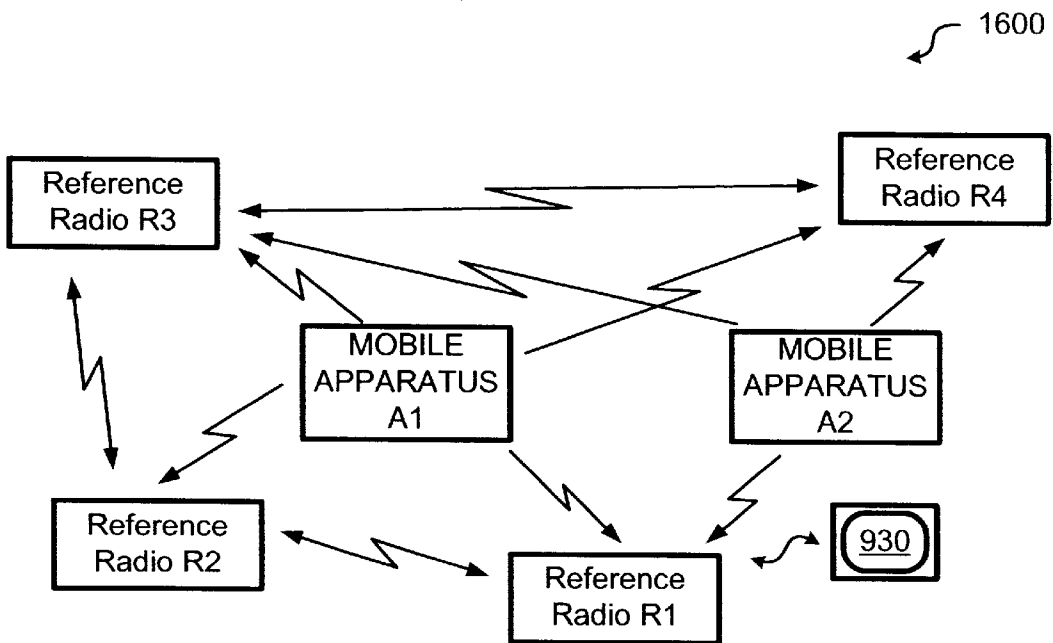 1600
Reference
Radio R3
Reference
Radio R4
MOBILE
APPARATUS
A1
MOBILE
APPARATUS
A2
Reference
Radio R2
Reference
Radio R1
930